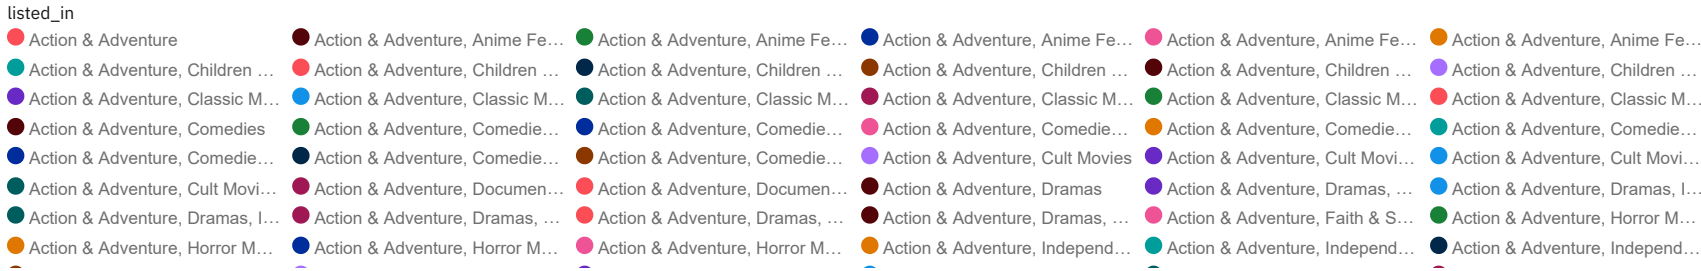 listed_in
Action & Adventure Action & Adventure, Anime Fe... Action & Adventure, Anime Fe... Action & Adventure, Anime Fe... Action & Adventure, Anime Fe... Action & Adventure, Anime Fe...
Action & Adventure, Children ... Action & Adventure, Children ... Action & Adventure, Children ... Action & Adventure, Children ... Action & Adventure, Children ... Action & Adventure, Children ...
Action & Adventure, Classic M... Action & Adventure, Classic M... Action & Adventure, Classic M... Action & Adventure, Classic M... Action & Adventure, Classic M... Action & Adventure, Classic M...
Action & Adventure, Comedies Action & Adventure, Comedie... Action & Adventure, Comedie... Action & Adventure, Comedie... Action & Adventure, Comedie... Action & Adventure, Comedie...
Action & Adventure, Comedie... Action & Adventure, Comedie... Action & Adventure, Comedie... Action & Adventure, Cult Movies Action & Adventure, Cult Movi... Action & Adventure, Cult Movi...
Action & Adventure, Cult Movi... Action & Adventure, Documen... Action & Adventure, Documen... Action & Adventure, Dramas Action & Adventure, Dramas, ... Action & Adventure, Dramas, I...
Action & Adventure, Dramas, I... Action & Adventure, Dramas, ... Action & Adventure, Dramas, ... Action & Adventure, Dramas, ... Action & Adventure, Faith & S... Action & Adventure, Horror M...
Action & Adventure, Horror M... Action & Adventure, Horror M... Action & Adventure, Horror M... Action & Adventure, Independ... Action & Adventure, Independ... Action & Adventure, Independ...